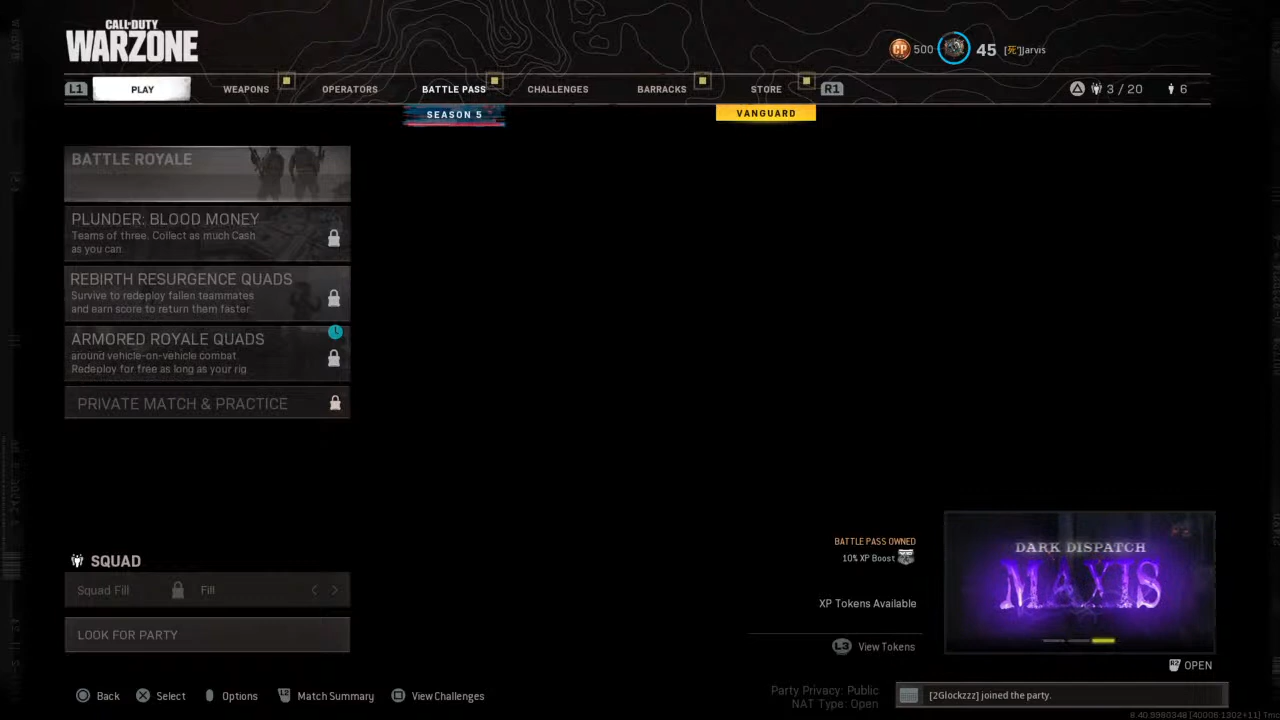 CALL OF DUTY
WARZONE
CP 500 45 [死]Jarvis
L1 PLAY WEAPONS OPERATORS BATTLE PASS CHALLENGES BARRACKS STORE R1 3 / 20 6
SEASON 5 VANGUARD
BATTLE ROYALE
PLUNDER: BLOOD MONEY
Teams of three. Collect as much Cash
as you can.
REBIRTH RESURGENCE QUADS
Survive to redeploy fallen teammates
and earn score to return them faster.
ARMORED ROYALE QUADS
around vehicle-on-vehicle combat.
Redeploy for free as long as your rig
PRIVATE MATCH & PRACTICE
SQUAD
Squad Fill Fill
LOOK FOR PARTY
BATTLE PASS OWNED
10% XP Boost
XP Tokens Available
L3 View Tokens
DARK DISPATCH
MAXIS
R2 OPEN
Back Select Options L2 Match Summary View Challenges
Party Privacy: Public
NAT Type: Open
[2Glockzzz] joined the party.